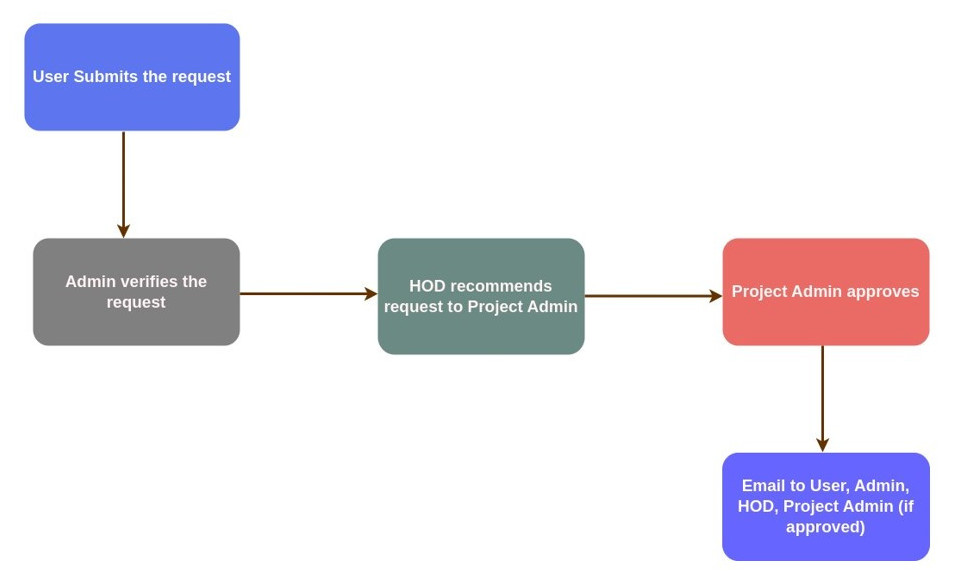 User Submits the request
Admin verifies the
request
HOD recommends
request to Project Admin
Project Admin approves
Email to User, Admin,
HOD, Project Admin (if
approved)